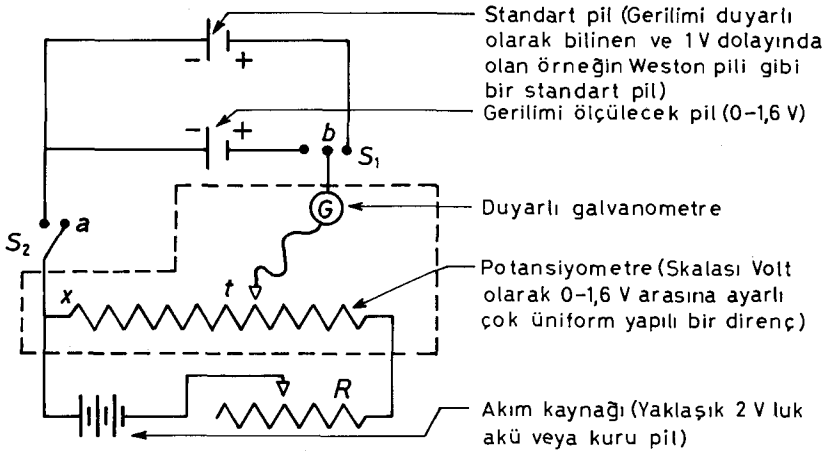 Standart pil (Gerilimi duyarlı
olarak bilinen ve 1 V dolayında
olan örneğin Weston pili gibi
bir standart pil)
- +
Gerilimi ölçülecek pil (0-1,6 V)
- +
b
S₁
G
Duyarlı galvanometre
S₂
a
x
t
Potansiyometre (Skalası Volt
olarak 0-1,6 V arasına ayarlı
çok üniform yapılı bir direnç)
R
Akım kaynağı (Yaklaşık 2 V luk
akü veya kuru pil)